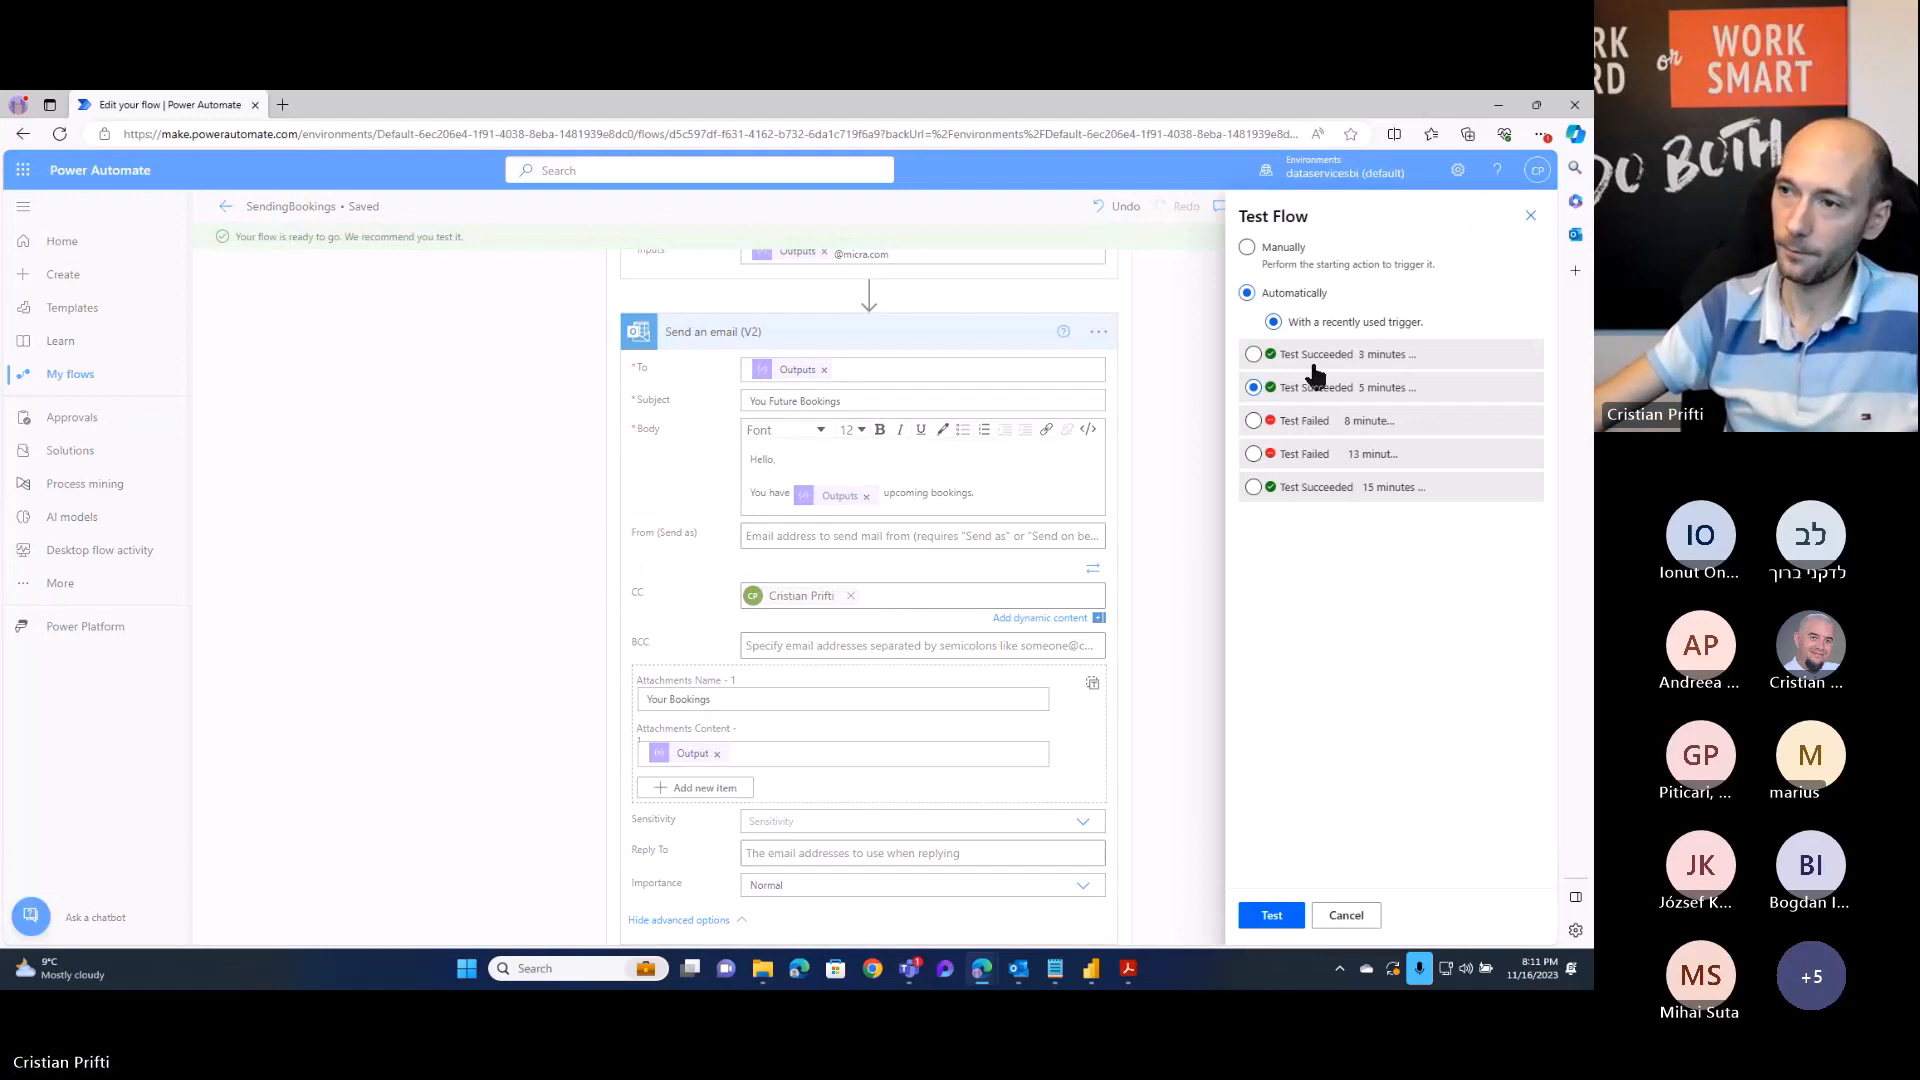 RK
RD
or
WORK
SMART
DO BOTH
Edit your flow | Power Automate
https://make.powerautomate.com/environments/Default-6ec206e4-1f91-4038-8eba-1481939e8dc0/flows/d5c597df-f631-4162-b732-6da1c719f6a9?backUrl=%2Fenvironments%2FDefault-6ec206e4-1f91-4038-8eba-1481939e8d...
Power Automate
Search
Environments
dataservicesbi (default)
CP
SendingBookings • Saved
Undo
Redo
Your flow is ready to go. We recommend you test it.
Home
Create
Templates
Learn
My flows
Approvals
Solutions
Process mining
AI models
Desktop flow activity
More
Power Platform
Ask a chatbot
Inputs
Outputs
@micra.com
Send an email (V2)
* To
Outputs
* Subject
You Future Bookings
* Body
Font
12
Hello,
You have
Outputs
upcoming bookings.
From (Send as)
Email address to send mail from (requires "Send as" or "Send on be...
CC
CP
Cristian Prifti
Add dynamic content
BCC
Specify email addresses separated by semicolons like someone@c...
Attachments Name - 1
Your Bookings
Attachments Content -
1
Output
Add new item
Sensitivity
Sensitivity
Reply To
The email addresses to use when replying
Importance
Normal
Hide advanced options
Test Flow
Manually
Perform the starting action to trigger it.
Automatically
With a recently used trigger.
Test Succeeded 3 minutes ...
Test Succeeded 5 minutes ...
Test Failed 8 minute...
Test Failed 13 minut...
Test Succeeded 15 minutes ...
Test
Cancel
9°C
Mostly cloudy
Search
1
8:11 PM
11/16/2023
Cristian Prifti
IO
Ionut On...
לב
לדקני ברוך
AP
Andreea ...
Cristian ...
GP
Piticari, ...
M
marius
JK
József K...
BI
Bogdan I...
MS
Mihai Suta
+5
Cristian Prifti